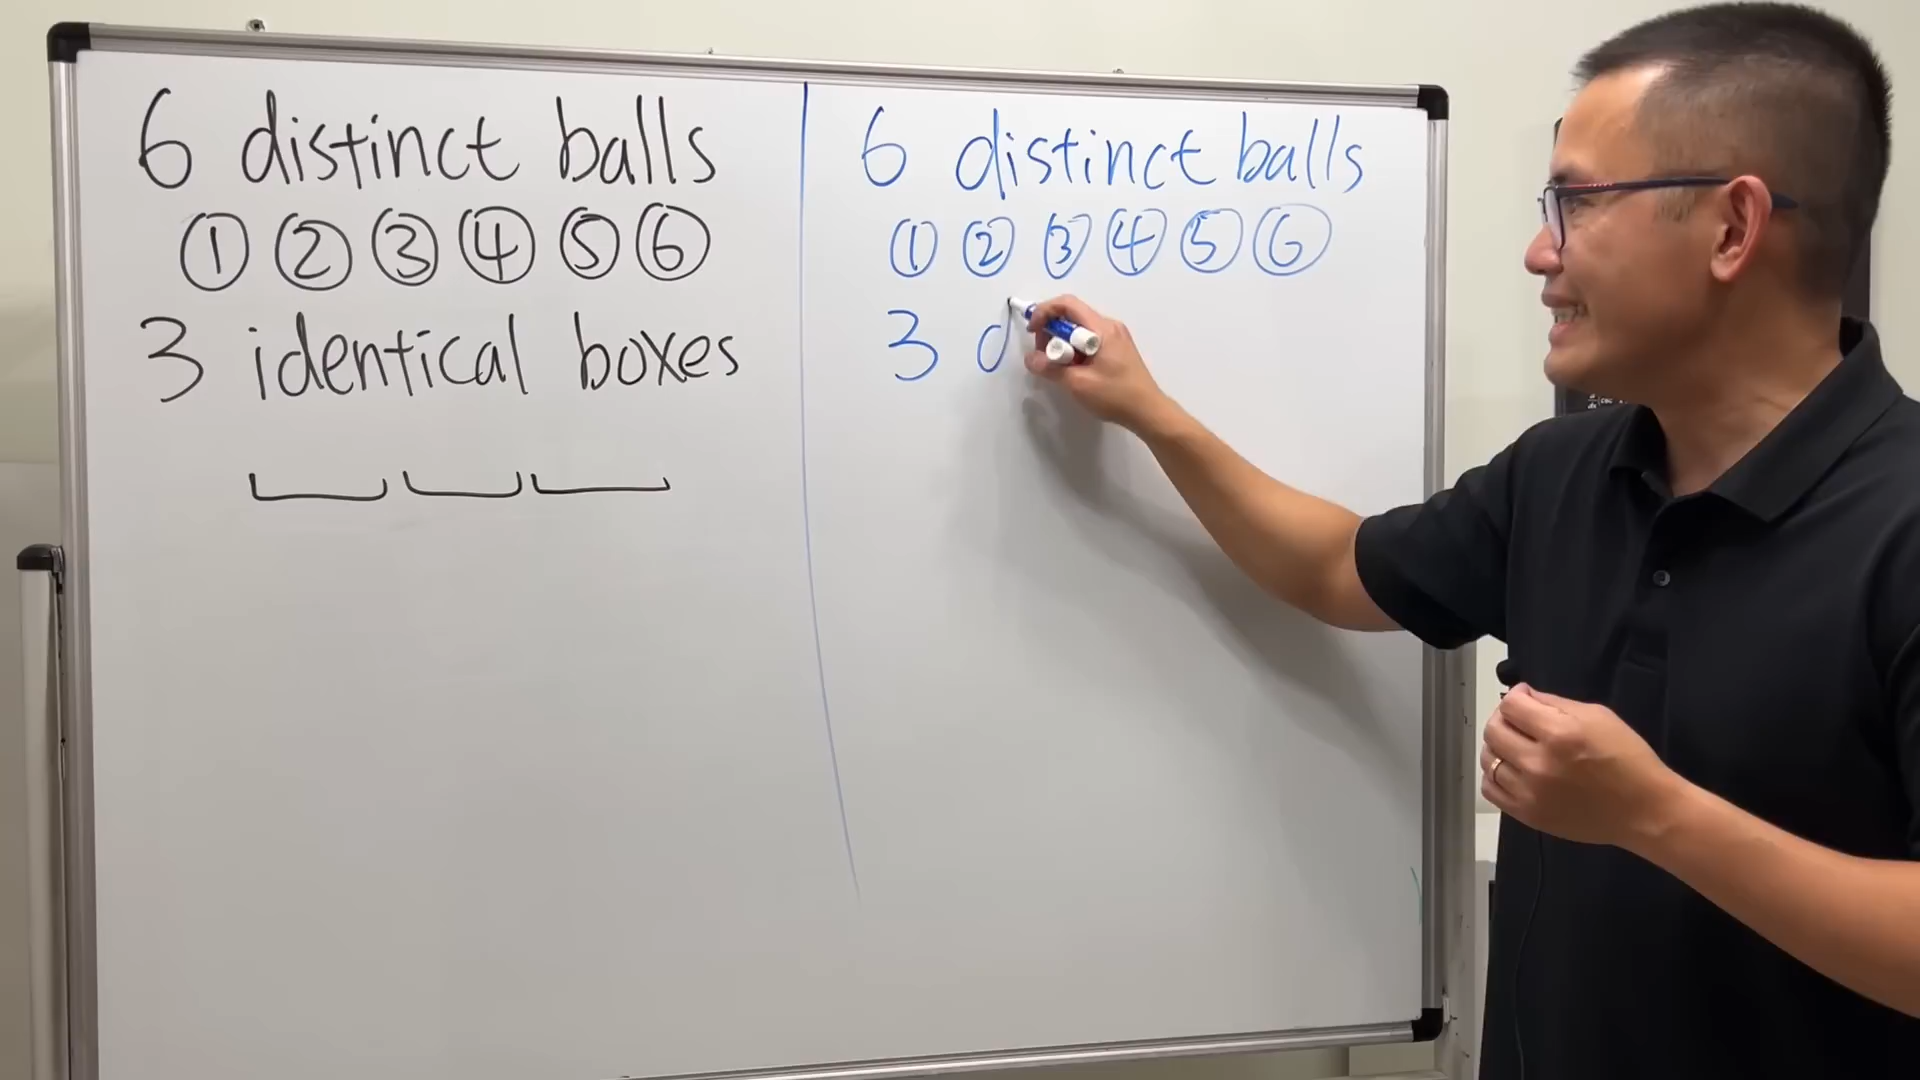 6 distinct balls
① ② ③ ④ ⑤ ⑥
3 identical boxes
6 distinct balls
① ② ③ ④ ⑤ ⑥
3 d